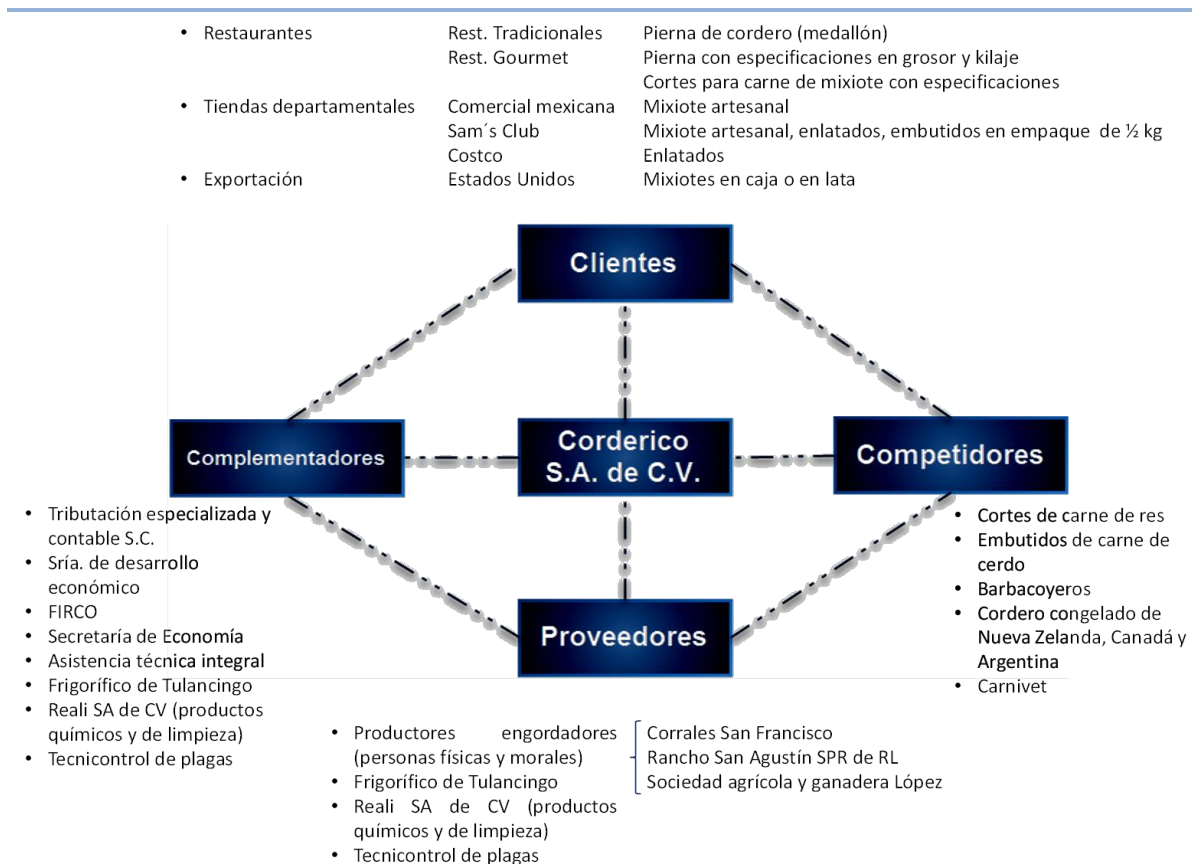 • Restaurantes Rest. Tradicionales Pierna de cordero (medallón)
Rest. Gourmet Pierna con especificaciones en grosor y kilaje
Cortes para carne de mixiote con especificaciones
• Tiendas departamentales Comercial mexicana Mixiote artesanal
Sam´s Club Mixiote artesanal, enlatados, embutidos en empaque de ½ kg
Costco Enlatados
• Exportación Estados Unidos Mixiotes en caja o en lata
Clientes
Complementadores
Corderico
S.A. de C.V.
Competidores
• Tributación especializada y
contable S.C.
• Sría. de desarrollo
económico
• FIRCO
• Secretaría de Economía
• Asistencia técnica integral
• Frigorífico de Tulancingo
• Reali SA de CV (productos
químicos y de limpieza)
• Tecnicontrol de plagas
• Cortes de carne de res
• Embutidos de carne de
cerdo
• Barbacoyeros
• Cordero congelado de
Nueva Zelanda, Canadá y
Argentina
• Carnivet
Proveedores
• Productores engordadores
(personas físicas y morales)
• Frigorífico de Tulancingo
• Reali SA de CV (productos
químicos y de limpieza)
• Tecnicontrol de plagas
Corrales San Francisco
Rancho San Agustín SPR de RL
Sociedad agrícola y ganadera López